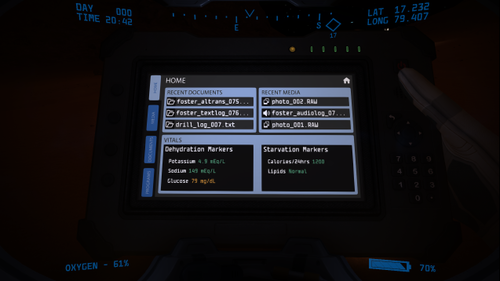 DAY 000
TIME 20:42
E
S
LAT 17.232
LONG 79.407
HOME
RECENT DOCUMENTS
foster_altrans_075...
foster_textlog_076...
drill_log_007.txt
RECENT MEDIA
photo_002.RAW
foster_audiolog_07...
photo_001.RAW
VITALS
Dehydration Markers
Potassium 4.9 mEq/L
Sodium 149 mEq/L
Glucose 79 mg/dL
Starvation Markers
Calories/24hrs 1200
Lipids Normal
OXYGEN - 61%
70%